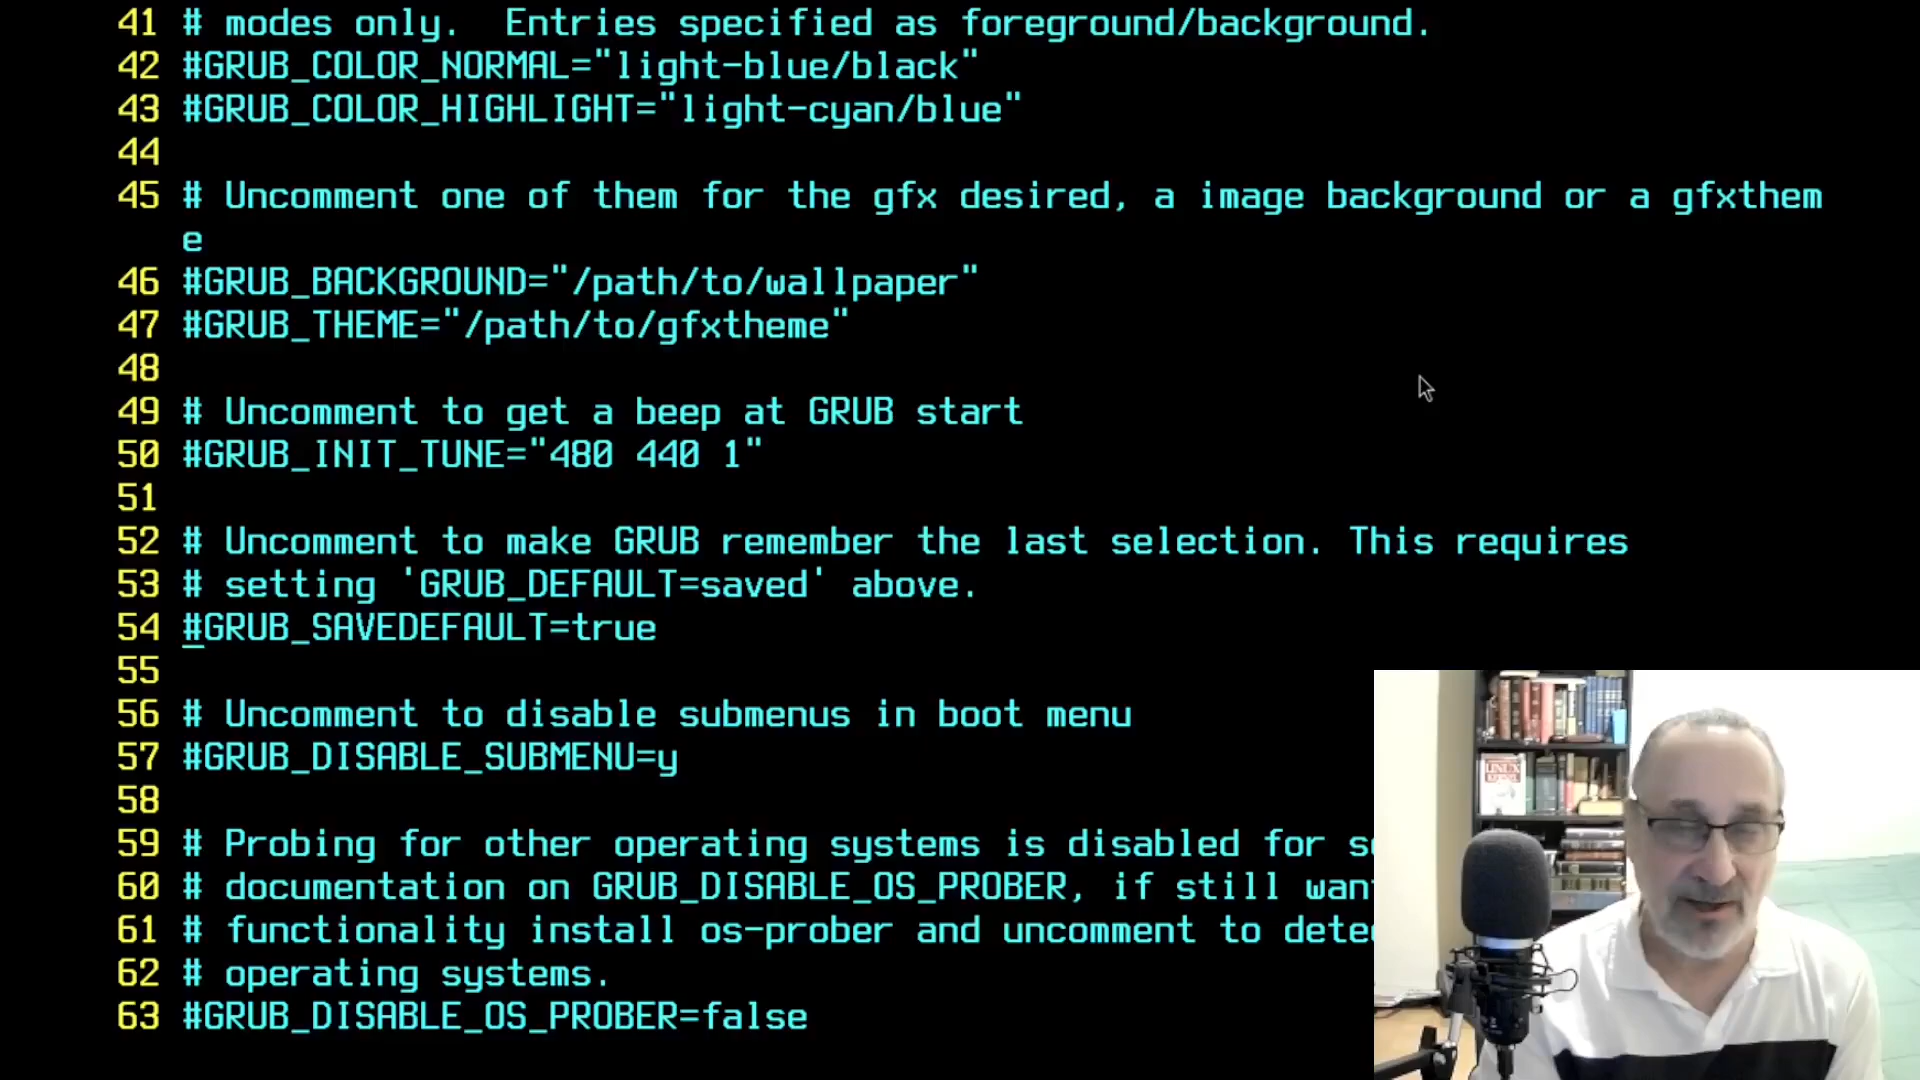 41 # modes only.  Entries specified as foreground/background.
42 #GRUB_COLOR_NORMAL="light-blue/black"
43 #GRUB_COLOR_HIGHLIGHT="light-cyan/blue"
44
45 # Uncomment one of them for the gfx desired, a image background or a gfxthem
e
46 #GRUB_BACKGROUND="/path/to/wallpaper"
47 #GRUB_THEME="/path/to/gfxtheme"
48
49 # Uncomment to get a beep at GRUB start
50 #GRUB_INIT_TUNE="480 440 1"
51
52 # Uncomment to make GRUB remember the last selection. This requires
53 # setting 'GRUB_DEFAULT=saved' above.
54 #GRUB_SAVEDEFAULT=true
55
56 # Uncomment to disable submenus in boot menu
57 #GRUB_DISABLE_SUBMENU=y
58
59 # Probing for other operating systems is disabled for
60 # documentation on GRUB_DISABLE_OS_PROBER, if still
61 # functionality install os-prober and uncomment to
62 # operating systems.
63 #GRUB_DISABLE_OS_PROBER=false
LINUX
KERNEL